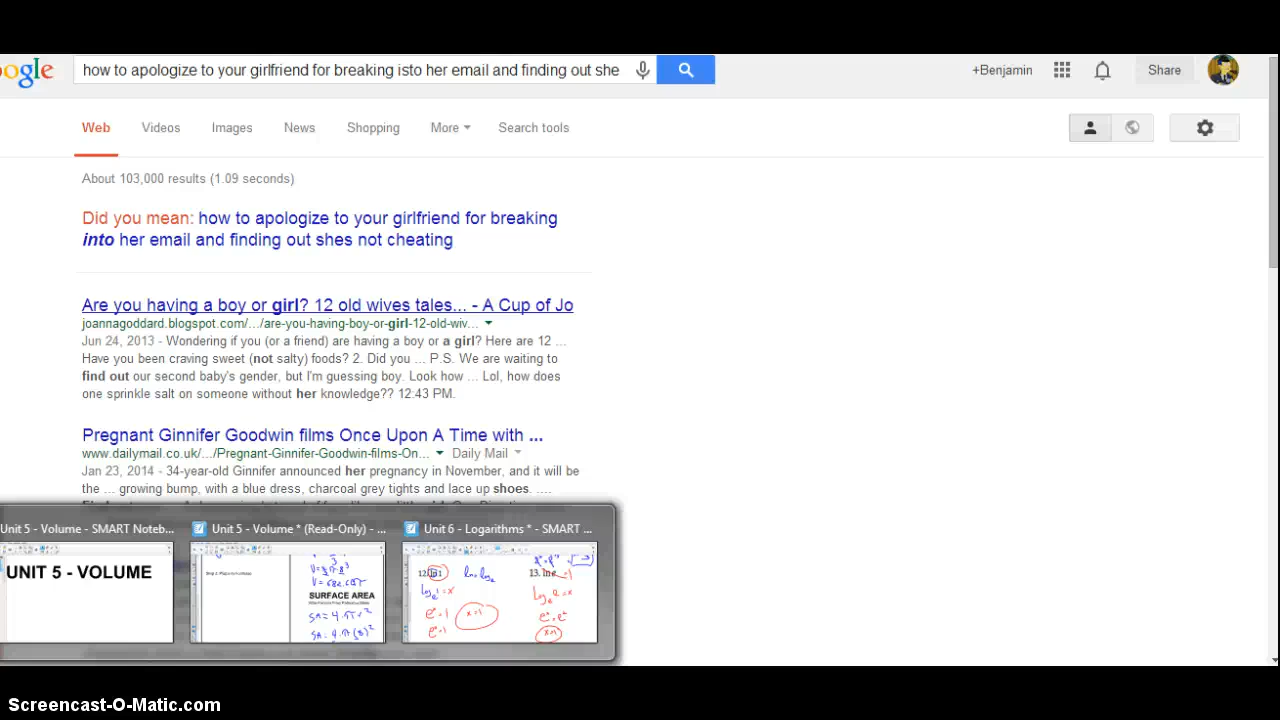 oogle how to apologize to your girlfriend for breaking isto her email and finding out she +Benjamin Share
Web Videos Images News Shopping More Search tools
About 103,000 results (1.09 seconds)
Did you mean: how to apologize to your girlfriend for breaking
into her email and finding out shes not cheating
Are you having a boy or girl? 12 old wives tales... - A Cup of Jo
joannagoddard.blogspot.com/.../are-you-having-boy-or-girl-12-old-wiv...
Jun 24, 2013 - Wondering if you (or a friend) are having a boy or a girl? Here are 12 ...
Have you been craving sweet (not salty) foods? 2. Did you ... P.S. We are waiting to
find out our second baby's gender, but I'm guessing boy. Look how ... Lol, how does
one sprinkle salt on someone without her knowledge?? 12:43 PM.
Pregnant Ginnifer Goodwin films Once Upon A Time with ...
www.dailymail.co.uk/.../Pregnant-Ginnifer-Goodwin-films-On... Daily Mail
Jan 23, 2014 - 34-year-old Ginnifer announced her pregnancy in November, and it will be
the ... growing bump, with a blue dress, charcoal grey tights and lace up shoes. ....
Unit 5 - Volume - SMART Noteb... Unit 5 - Volume * (Read-Only) - ... Unit 6 - Logarithms * - SMART ...
UNIT 5 - VOLUME
SURFACE AREA
SA = 4π r²
SA = 4π(8)²
13. ln e
x=1
Screencast-O-Matic.com